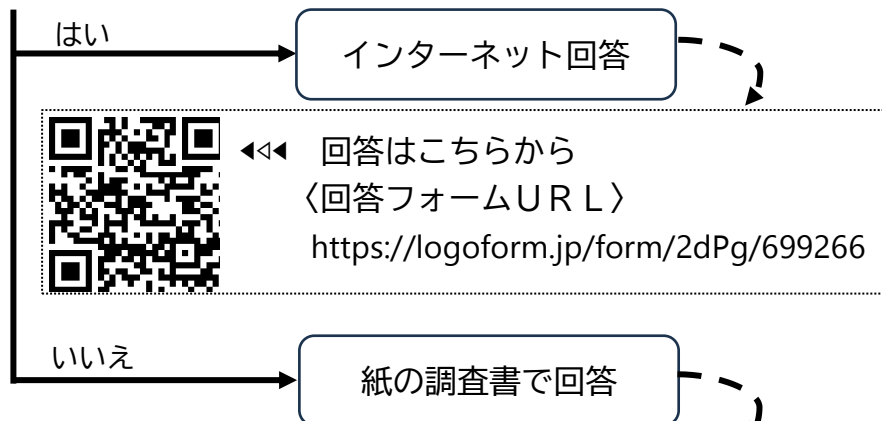 はい
インターネット回答
回答はこちらから
〈回答フォームＵＲＬ〉
https://logoform.jp/form/2dPg/699266
いいえ
紙の調査書で回答